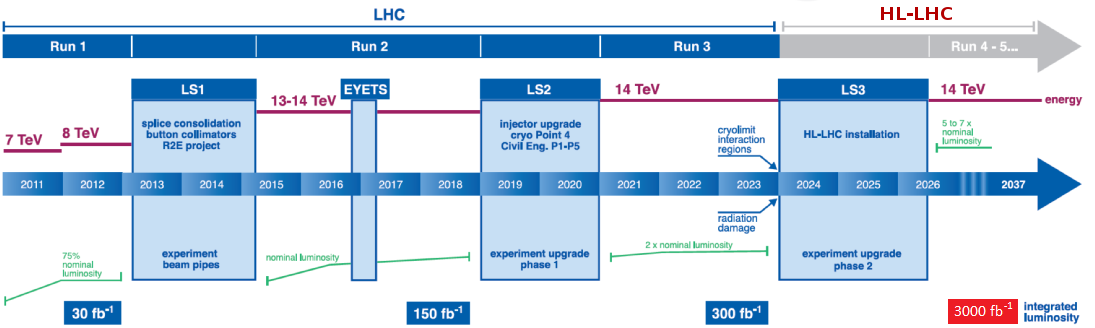 LHC
HL-LHC
Run 1
Run 2
Run 3
Run 4 - 5...
LS1
EYETS
LS2
LS3
13-14 TeV
14 TeV
14 TeV
energy
7 TeV
8 TeV
splice consolidation
button collimators
R2E project
injector upgrade
cryo Point 4
Civil Eng. P1-P5
cryolimit
interaction
regions
HL-LHC installation
5 to 7 x
nominal
luminosity
2011 2012 2013 2014 2015 2016 2017 2018 2019 2020 2021 2022 2023 2024 2025 2026 2037
radiation
damage
75%
nominal
luminosity
experiment
beam pipes
nominal luminosity
experiment upgrade
phase 1
2 x nominal luminosity
experiment upgrade
phase 2
30 fb⁻¹
150 fb⁻¹
300 fb⁻¹
3000 fb⁻¹
integrated
luminosity